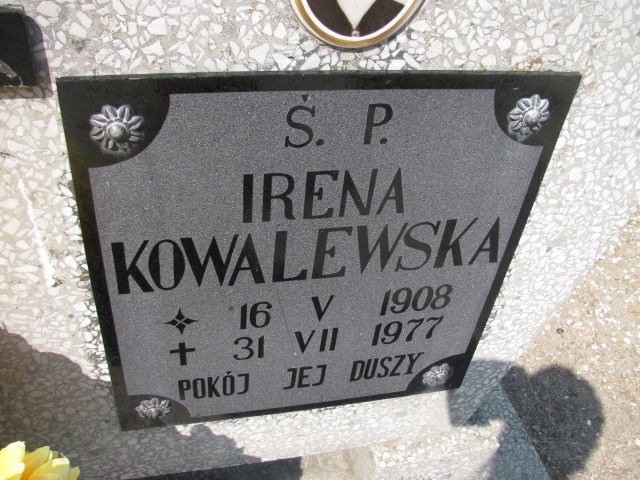 Ś. P.
IRENA
KOWALEWSKA
16 V 1908
31 VII 1977
POKÓJ JEJ DUSZY